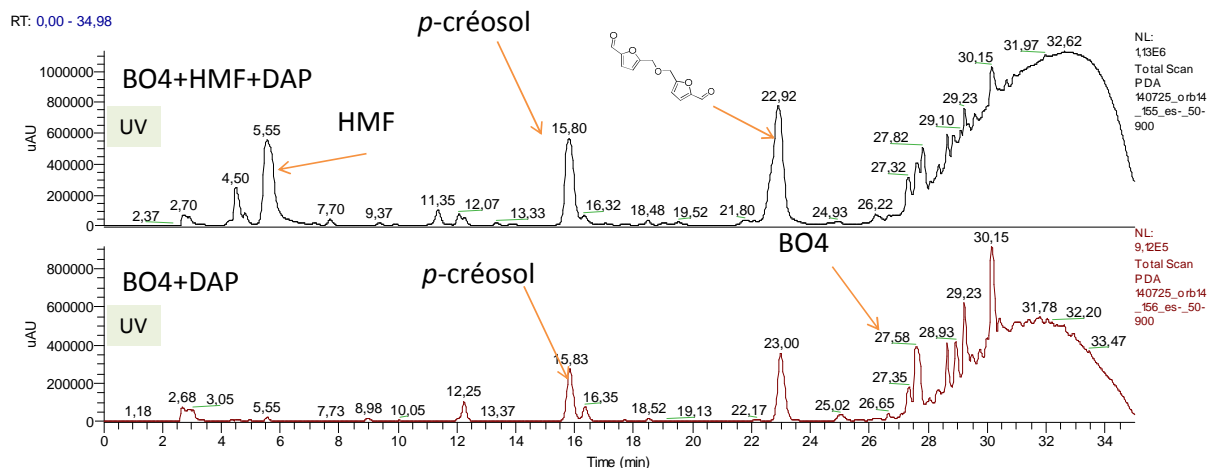 RT: 0,00 - 34,98
p-créosol
BO4+HMF+DAP
UV
HMF
O
O
O
O
O
NL:
1,13E6
Total Scan
PDA
140725_orb14
_155_es-_50-
900
uAU
1000000
800000
600000
400000
200000
0
2,37
2,70
4,50
5,55
7,70
9,37
11,35
12,07
13,33
15,80
16,32
18,48
19,52
21,80
22,92
24,93
26,22
27,32
27,82
29,10
29,23
30,15
31,97
32,62
BO4+DAP
UV
p-créosol
BO4
NL:
9,12E5
Total Scan
PDA
140725_orb14
_156_es-_50-
900
uAU
800000
600000
400000
200000
0
1,18
2,68
3,05
5,55
7,73
8,98
10,05
12,25
13,37
15,83
16,35
18,52
19,13
22,17
23,00
25,02
26,65
27,35
27,58
28,93
29,23
30,15
31,78
32,20
33,47
0 2 4 6 8 10 12 14 16 18 20 22 24 26 28 30 32 34
Time (min)